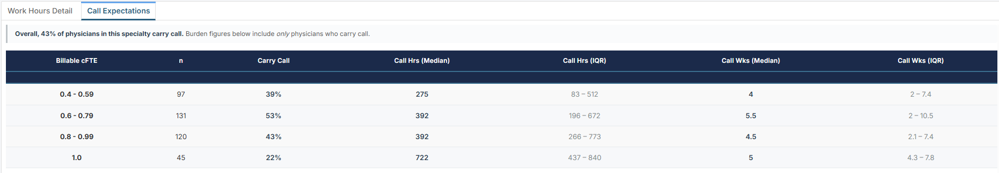 Work Hours Detail Call Expectations
Overall, 43% of physicians in this specialty carry call. Burden figures below include only physicians who carry call.
Billable cFTE n Carry Call Call Hrs (Median) Call Hrs (IQR) Call Wks (Median) Call Wks (IQR)
0.4 - 0.59 97 39% 275 83 – 512 4 2 – 7.4
0.6 - 0.79 131 53% 392 196 – 672 5.5 2 – 10.5
0.8 - 0.99 120 43% 392 266 – 773 4.5 2.1 – 7.4
1.0 45 22% 722 437 – 840 5 4.3 – 7.8